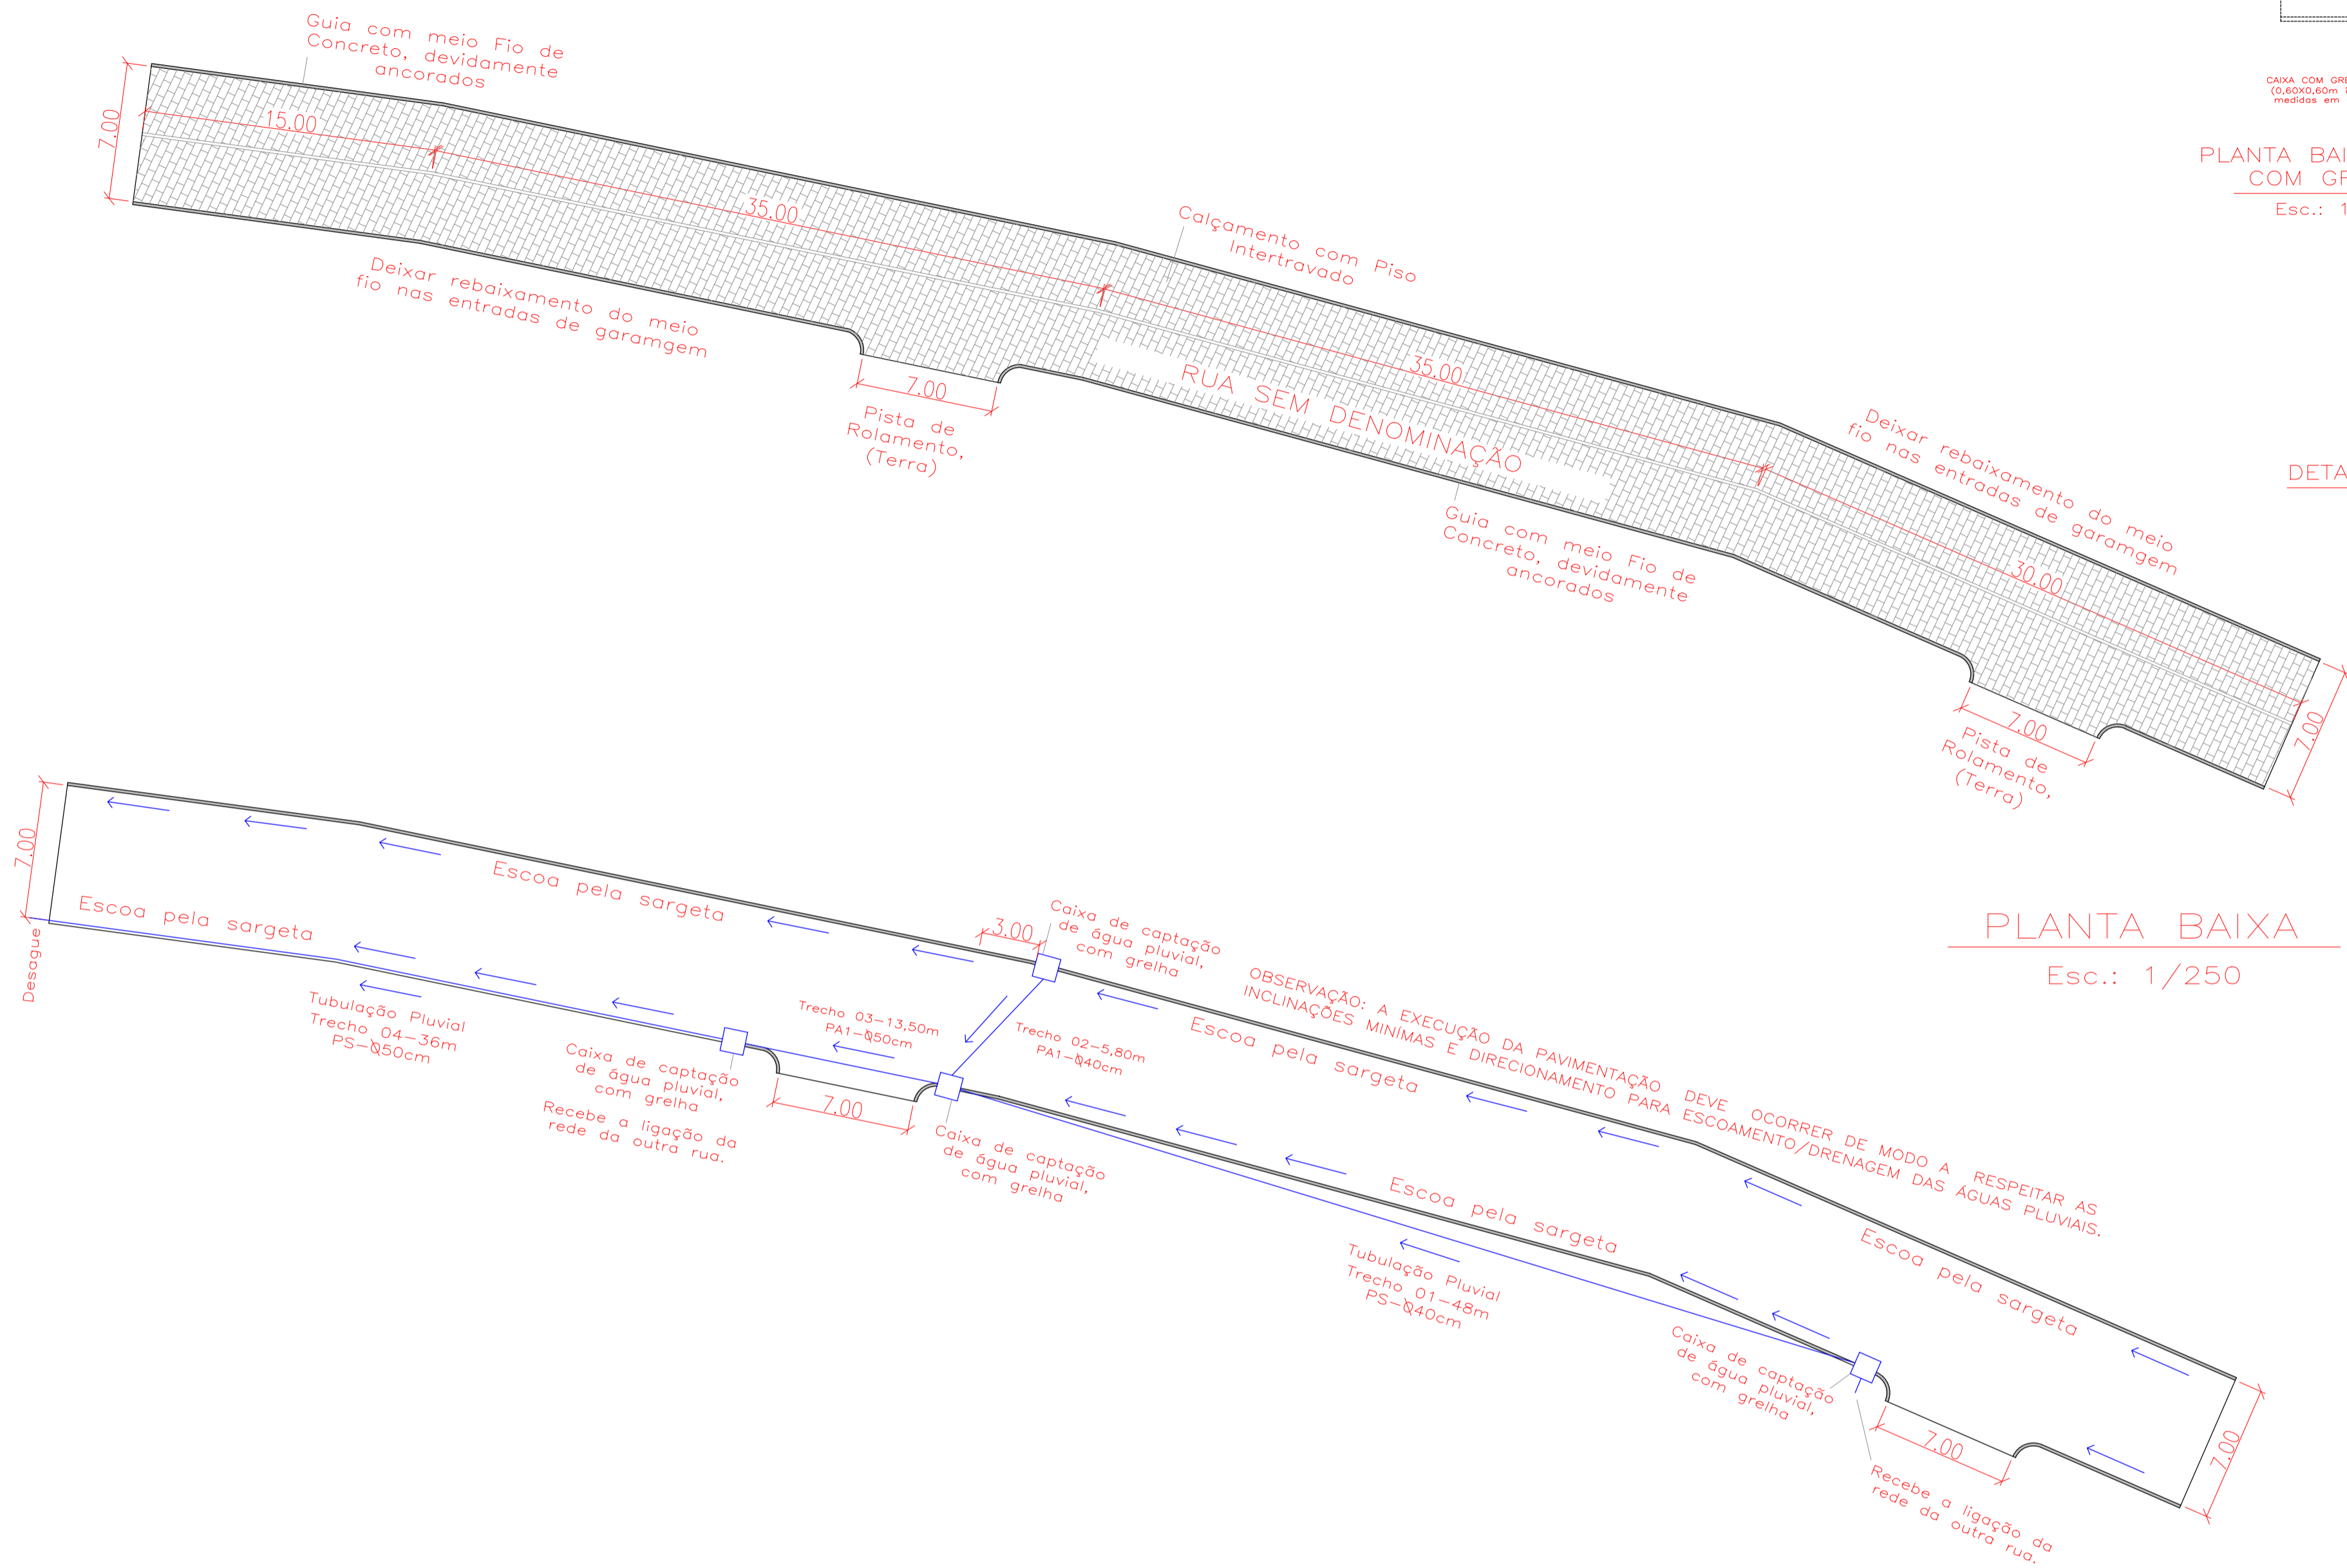 Guia com meio Fio de
Concreto, devidamente
ancorados
7.00
15.00
35.00
Deixar rebaixamento do meio
fio nas entradas de garamgem
Calçamento com Piso
Intertravado
7.00
Pista de
Rolamento,
(Terra)
RUA SEM DENOMINAÇÃO
35.00
Guia com meio Fio de
Concreto, devidamente
ancorados
Deixar rebaixamento do meio
fio nas entradas de garamgem
30.00
7.00
7.00
Pista de
Rolamento,
(Terra)
(0,60X0,60m
CAIXA COM
medidas em
PLANTA
COM
Esc.: 1
7.00
Desague
Escoa pela sargeta
Escoa pela sargeta
Tubulação Pluvial
Trecho 04-36m
PS-Ø50cm
Caixa de captação
de água pluvial,
com grelha
Recebe a ligação da
rede da outra rua.
Trecho 03-13,50m
PA1-Ø50cm
7.00
3.00
Caixa de captação
de água pluvial,
com grelha
Trecho 02-5,80m
PA1-Ø40cm
Caixa de captação
de água pluvial,
com grelha
OBSERVAÇÃO: A EXECUÇÃO DA PAVIMENTAÇÃO DEVE OCORRER DE MODO A RESPEITAR AS
INCLINAÇÕES MINÍMAS E DIRECIONAMENTO PARA ESCOAMENTO/DRENAGEM DAS ÁGUAS PLUVIAIS.
Escoa pela sargeta
Escoa pela sargeta
Tubulação Pluvial
Trecho 01-48m
PS-Ø40cm
Escoa pela sargeta
Caixa de captação
de água pluvial,
com grelha
7.00
7.00
Recebe a ligação da
rede da outra rua.
PLANTA BAIXA
Esc.: 1/250